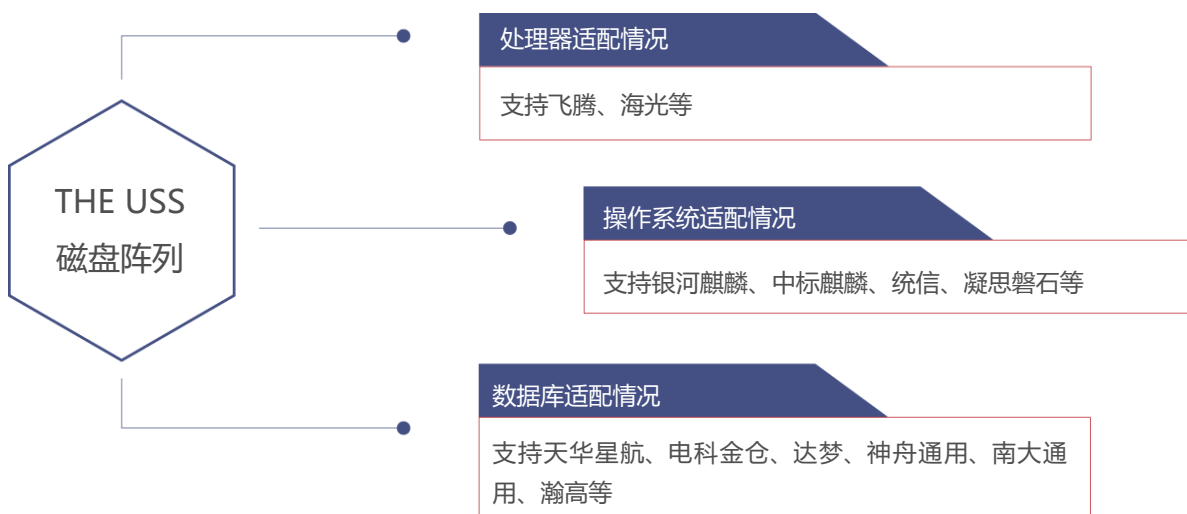 THE USS
磁盘阵列
处理器适配情况
支持飞腾、海光等
操作系统适配情况
支持银河麒麟、中标麒麟、统信、凝思磐石等
数据库适配情况
支持天华星航、电科金仓、达梦、神舟通用、南大通
用、瀚高等